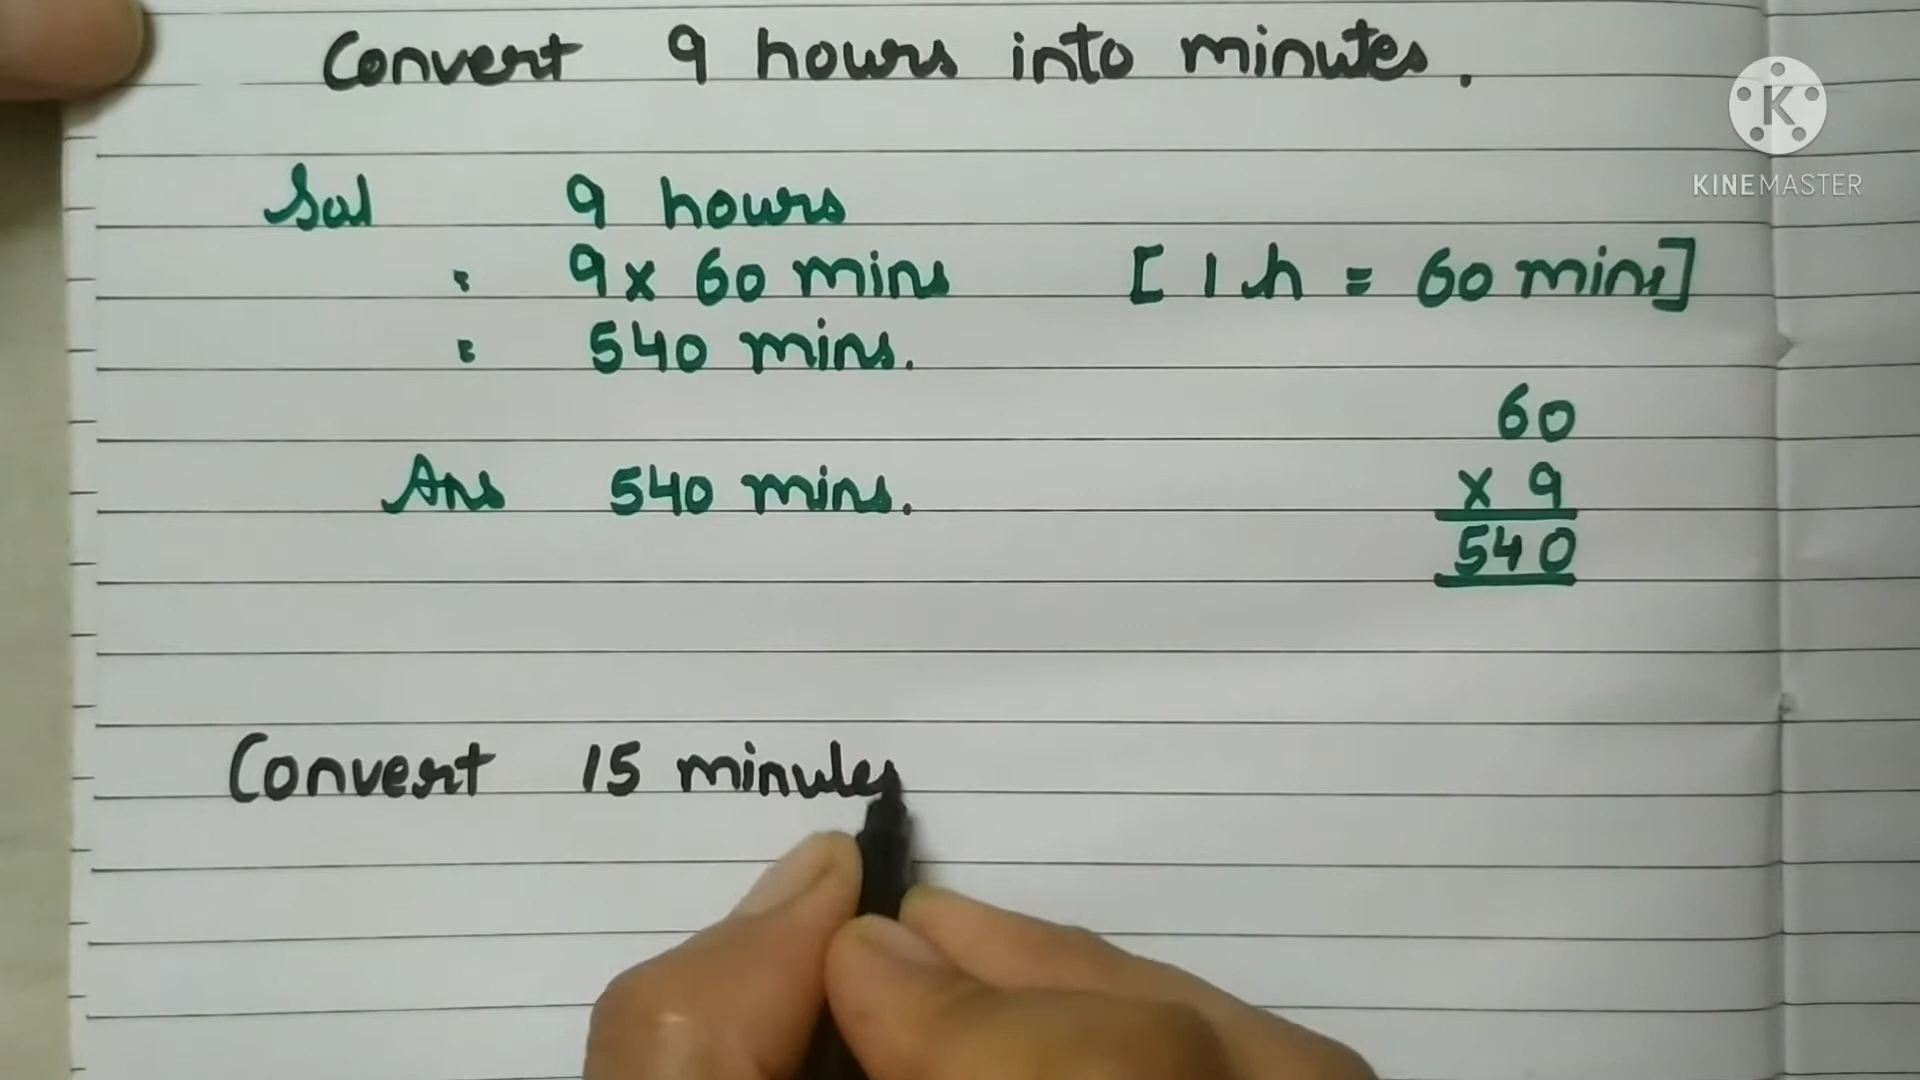 Convert 9 hours into minutes.
K
KINEMASTER
Sol 9 hours
= 9 x 60 mins [1 h = 60 mins]
= 540 mins.
60
x 9
540
Ans 540 mins.
Convert 15 minutes